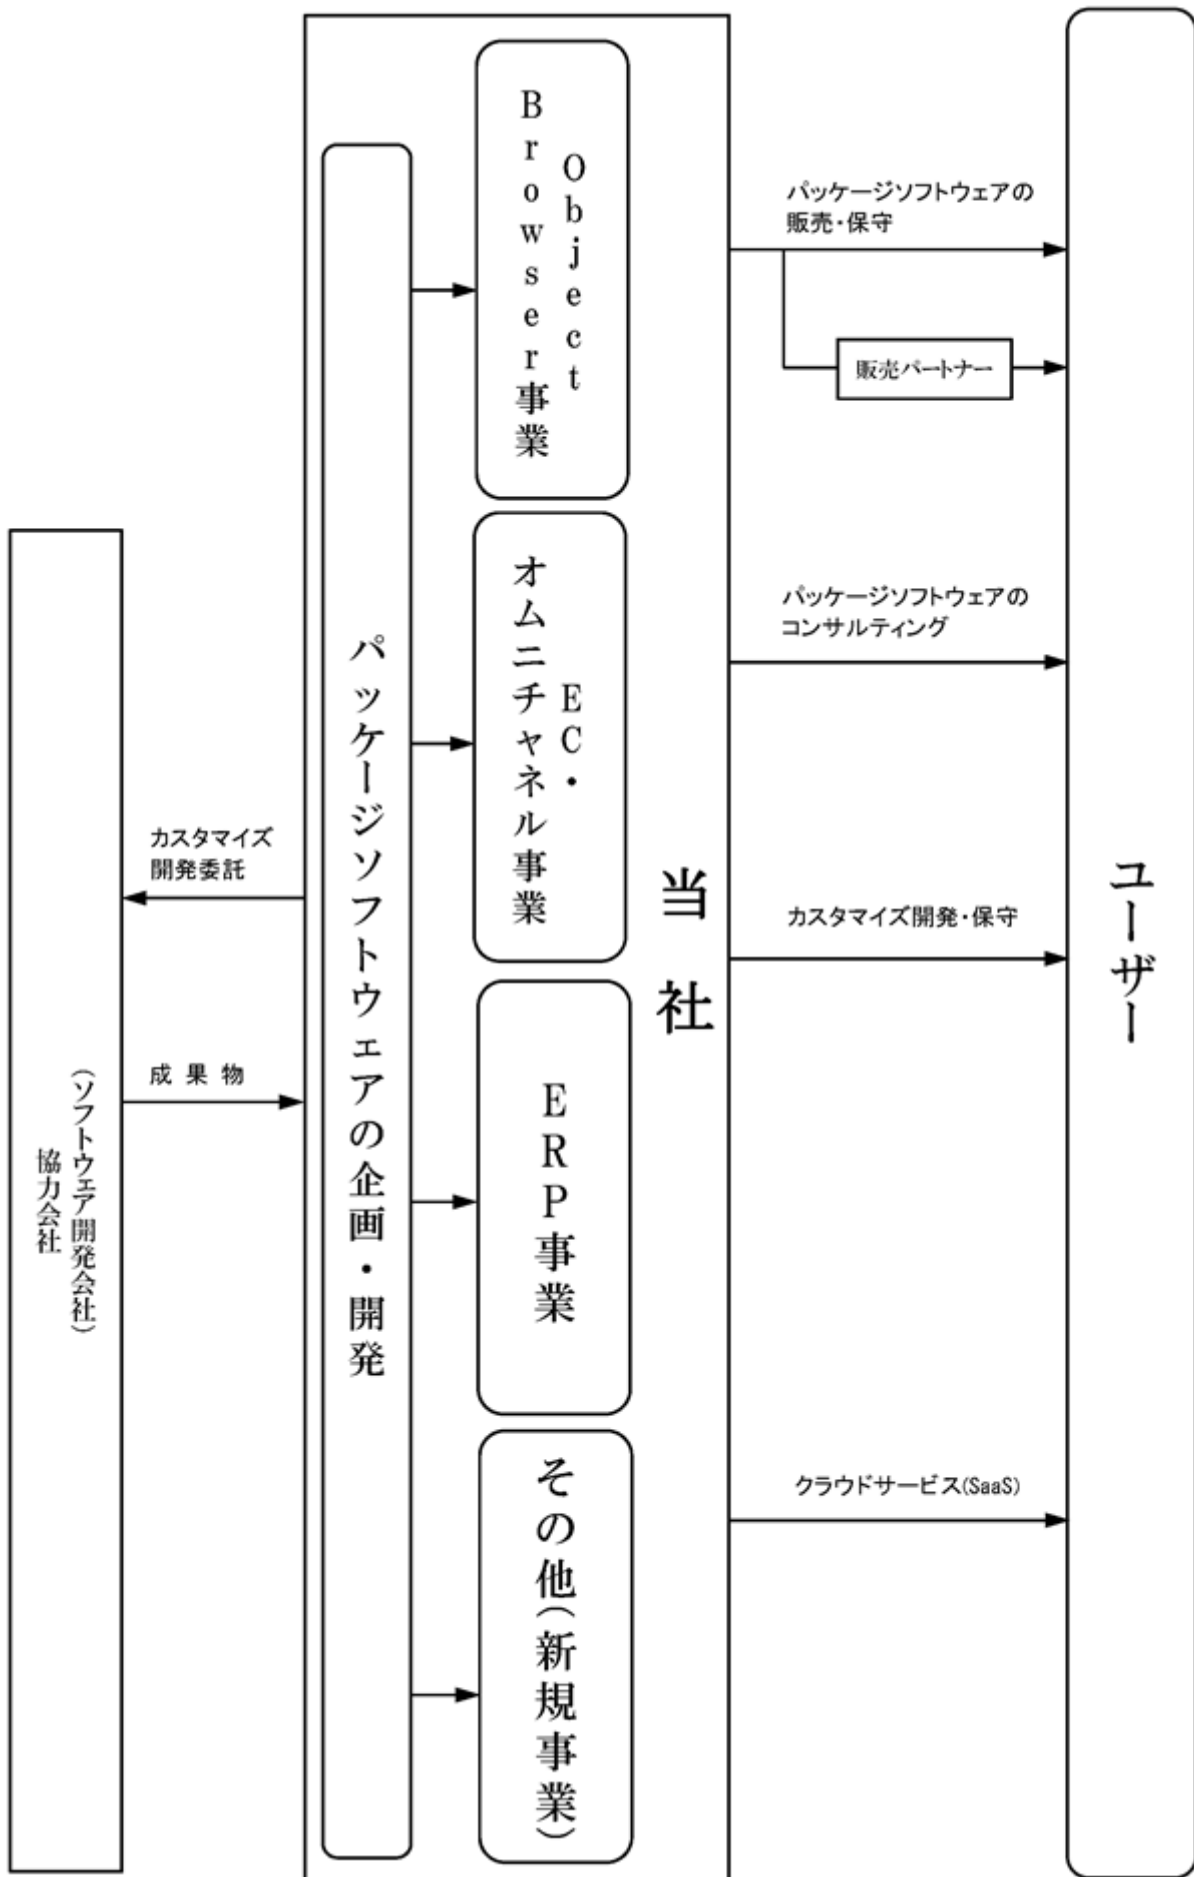 Object
Browser事業
パッケージソフトウェアの
販売・保守
販売パートナー
EC・
オムニチャネル事業
パッケージソフトウェアの
コンサルティング
パッケージソフトウェアの企画・開発
カスタマイズ
開発委託
当社
カスタマイズ開発・保守
ユーザー
成果物
(ソフトウェア開発会社)
協力会社
ERP事業
その他(新規事業)
クラウドサービス(SaaS)